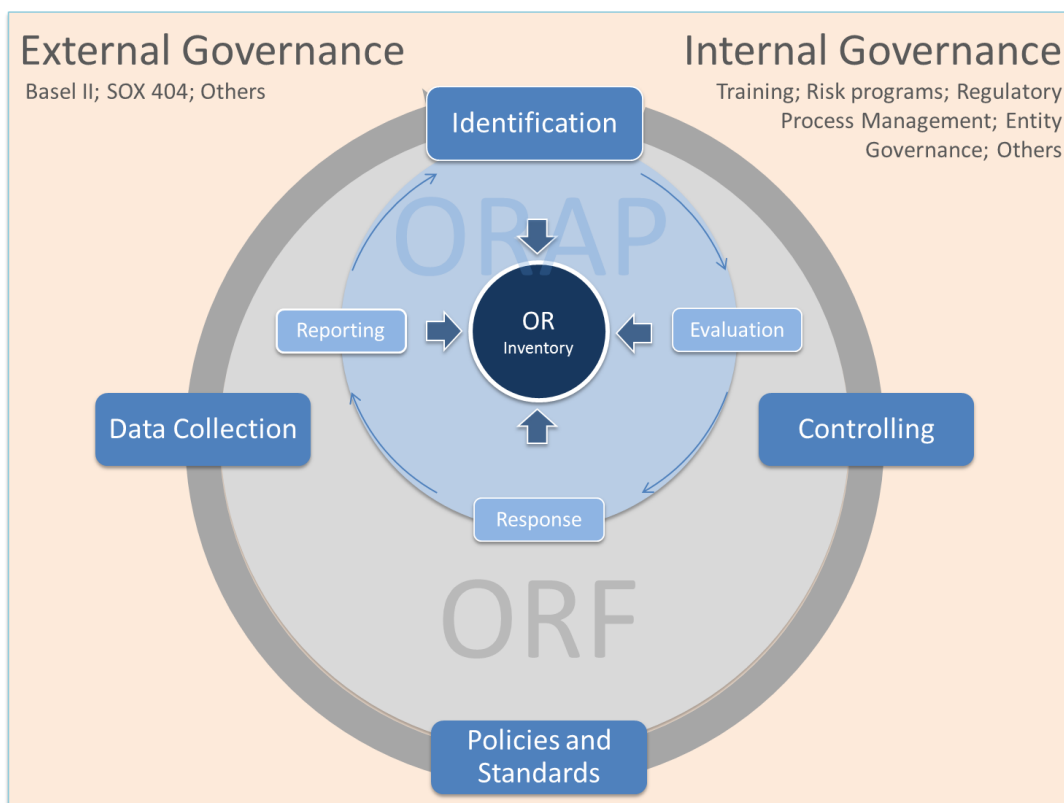 External Governance
Basel II; SOX 404; Others
Internal Governance
Training; Risk programs; Regulatory
Process Management; Entity
Governance; Others
Identification
ORAP
OR
Inventory
Reporting
Evaluation
Data Collection
Controlling
Response
ORF
Policies and
Standards